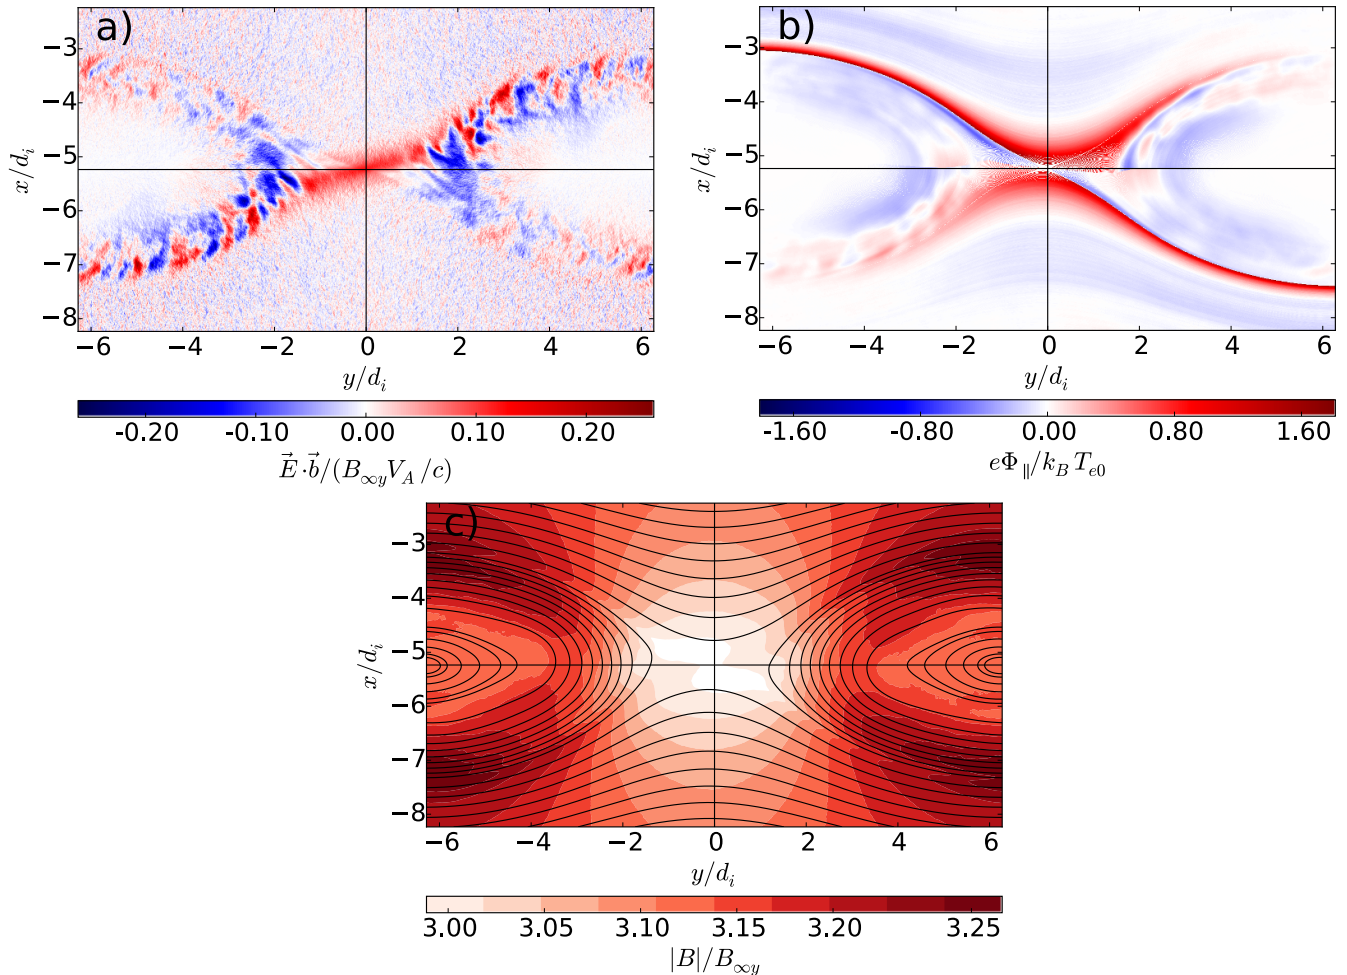 a)
−3
−4
−5
−6
−7
−8
x/d_i
−6 −4 −2 0 2 4 6
y/d_i
-0.20 -0.10 0.00 0.10 0.20
\vec{E}·\vec{b}/(B_{∞y}V_A/c)
b)
−3
−4
−5
−6
−7
−8
x/d_i
−6 −4 −2 0 2 4 6
y/d_i
-1.60 -0.80 0.00 0.80 1.60
eΦ_∥/k_B T_{e0}
c)
−3
−4
−5
−6
−7
−8
x/d_i
−6 −4 −2 0 2 4 6
y/d_i
3.00 3.05 3.10 3.15 3.20 3.25
|B|/B_{∞y}